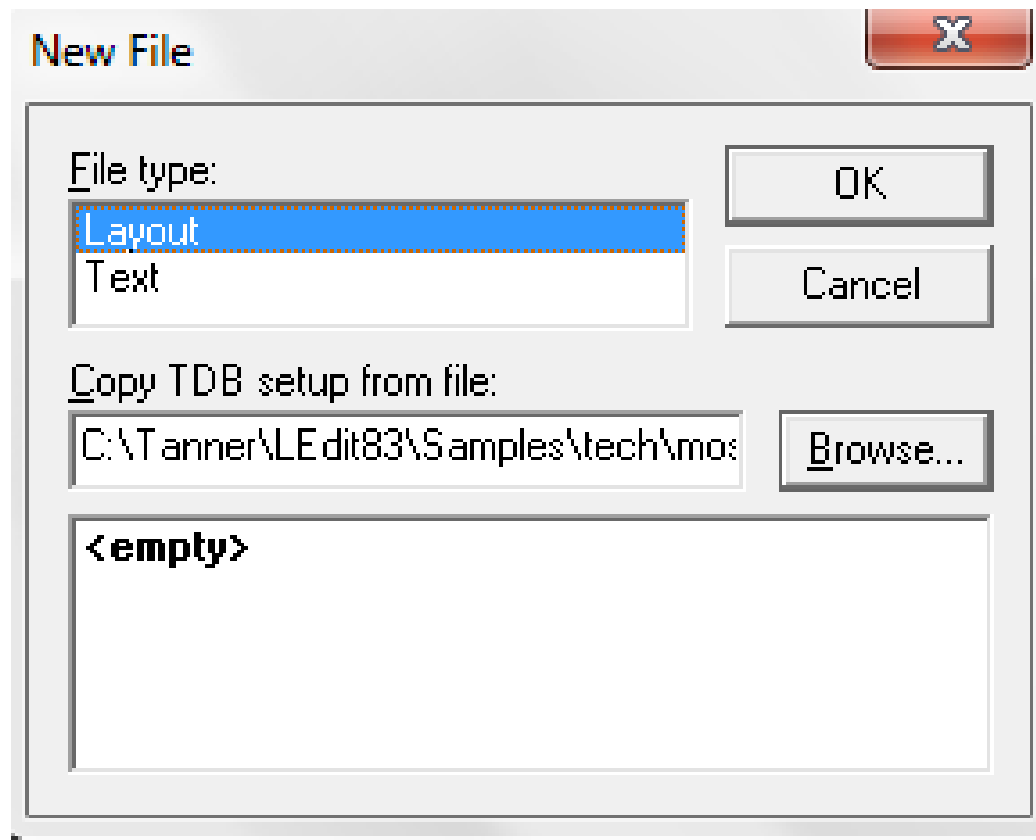 New File
File type:
OK
Layout
Text
Cancel
Copy TDB setup from file:
C:\Tanner\LEdit83\Samples\tech\mos
Browse...
<empty>